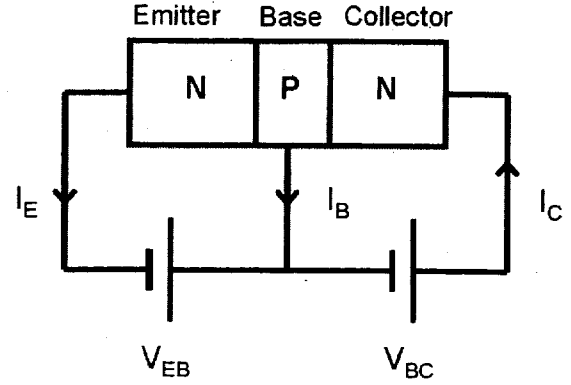 Emitter Base Collector
N P N
I_E I_B I_C
V_EB V_BC